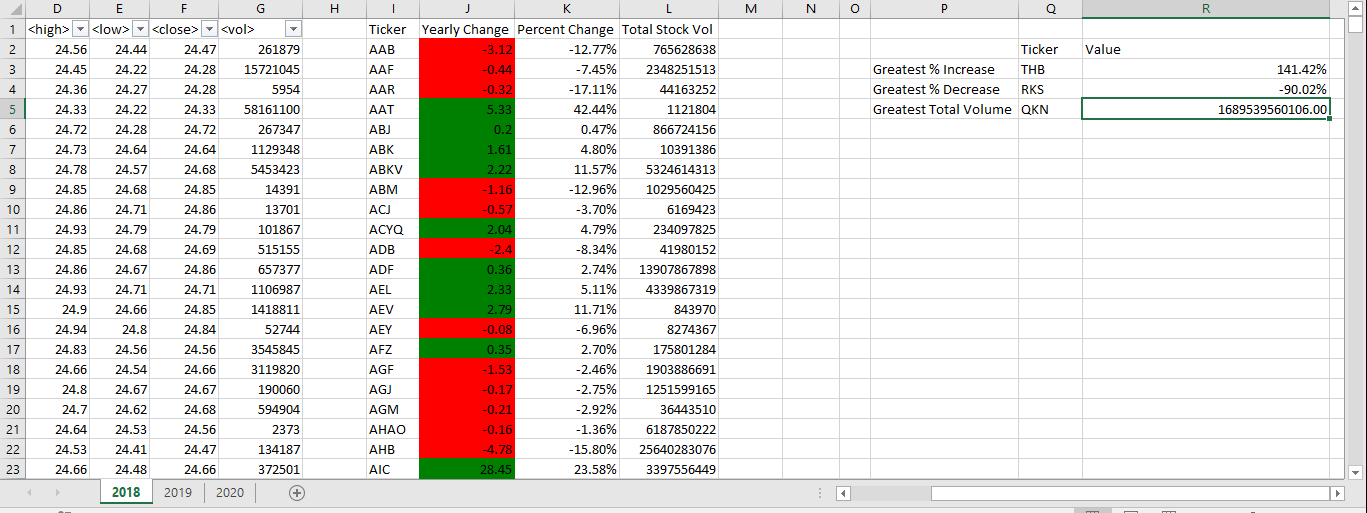 D E F G H I J K L M N O P Q R
1 <high> <low> <close> <vol> Ticker Yearly Change Percent Change Total Stock Vol
2 24.56 24.44 24.47 261879 AAB -3.12 -12.77% 765628638 Ticker Value
3 24.45 24.22 24.28 15721045 AAF -0.44 -7.45% 2348251513 Greatest % Increase THB 141.42%
4 24.36 24.27 24.28 5954 AAR -0.32 -17.11% 44163252 Greatest % Decrease RKS -90.02%
5 24.33 24.22 24.33 58161100 AAT 5.33 42.44% 1121804 Greatest Total Volume QKN 1689539560106.00
6 24.72 24.28 24.72 267347 ABJ 0.2 0.47% 866724156
7 24.73 24.64 24.64 1129348 ABK 1.61 4.80% 10391386
8 24.78 24.57 24.68 5453423 ABKV 2.22 11.57% 5324614313
9 24.85 24.68 24.85 14391 ABM -1.16 -12.96% 1029560425
10 24.86 24.71 24.86 13701 ACJ -0.57 -3.70% 6169423
11 24.93 24.79 24.79 101867 ACYQ 2.04 4.79% 234097825
12 24.85 24.68 24.69 515155 ADB -2.4 -8.34% 41980152
13 24.86 24.67 24.86 657377 ADF 0.36 2.74% 13907867898
14 24.93 24.71 24.71 1106987 AEL 2.33 5.11% 4339867319
15 24.9 24.66 24.85 1418811 AEV 2.79 11.71% 843970
16 24.94 24.8 24.84 52744 AEY -0.08 -6.96% 8274367
17 24.83 24.56 24.56 3545845 AFZ 0.35 2.70% 175801284
18 24.66 24.54 24.66 3119820 AGF -1.53 -2.46% 1903886691
19 24.8 24.67 24.67 190060 AGJ -0.17 -2.75% 1251599165
20 24.7 24.62 24.68 594904 AGM -0.21 -2.92% 36443510
21 24.64 24.53 24.56 2373 AHAO -0.16 -1.36% 6187850222
22 24.53 24.41 24.47 134187 AHB -4.78 -15.80% 25640283076
23 24.66 24.48 24.66 372501 AIC 28.45 23.58% 3397556449
2018 2019 2020